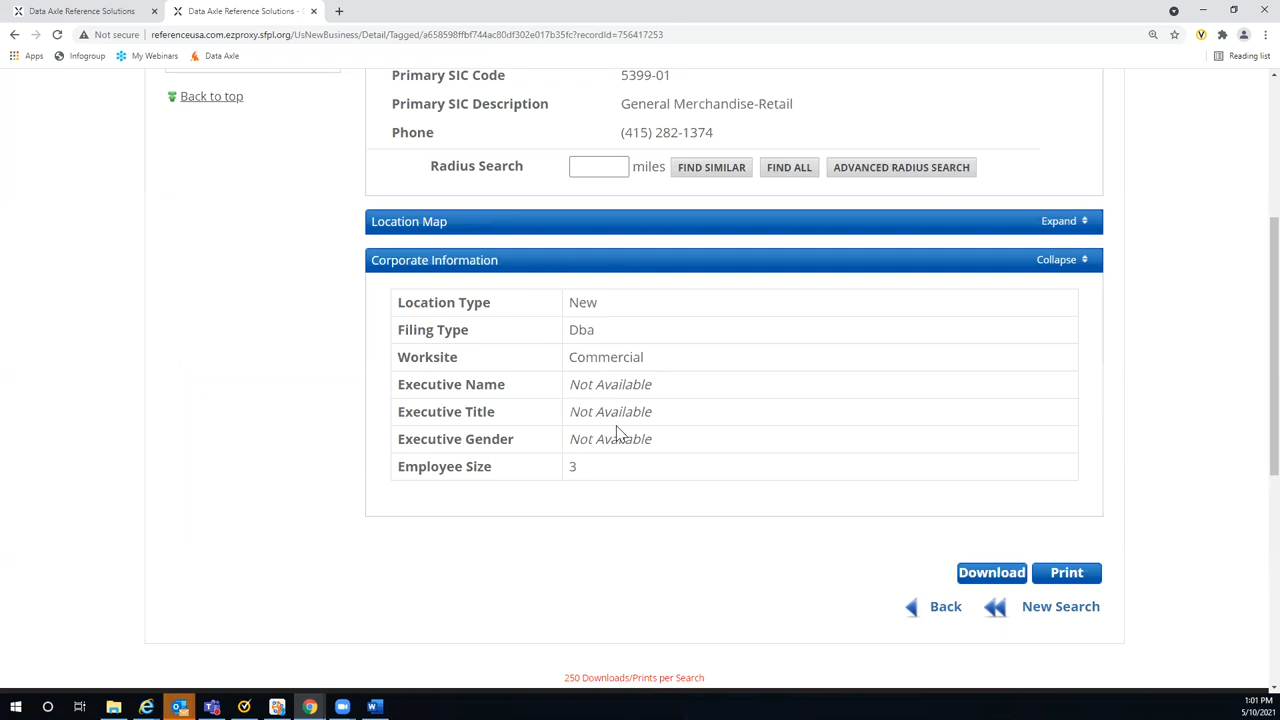 Data Axle Reference Solutions
Data Axle Reference Solutions -
Not secure
referenceusa.com.ezproxy.sfpl.org/UsNewBusiness/Detail/Tagged/a658598ffbf744ac80df302e017b35fc?recordId=756417253
Apps
Infogroup
My Webinars
Data Axle
Reading list
Primary SIC Code 5399-01
Back to top
Primary SIC Description General Merchandise-Retail
Phone (415) 282-1374
Radius Search miles FIND SIMILAR FIND ALL ADVANCED RADIUS SEARCH
Location Map Expand
Corporate Information Collapse
Location Type New
Filing Type Dba
Worksite Commercial
Executive Name Not Available
Executive Title Not Available
Executive Gender Not Available
Employee Size 3
Download Print
Back New Search
250 Downloads/Prints per Search
1:01 PM
5/10/2021